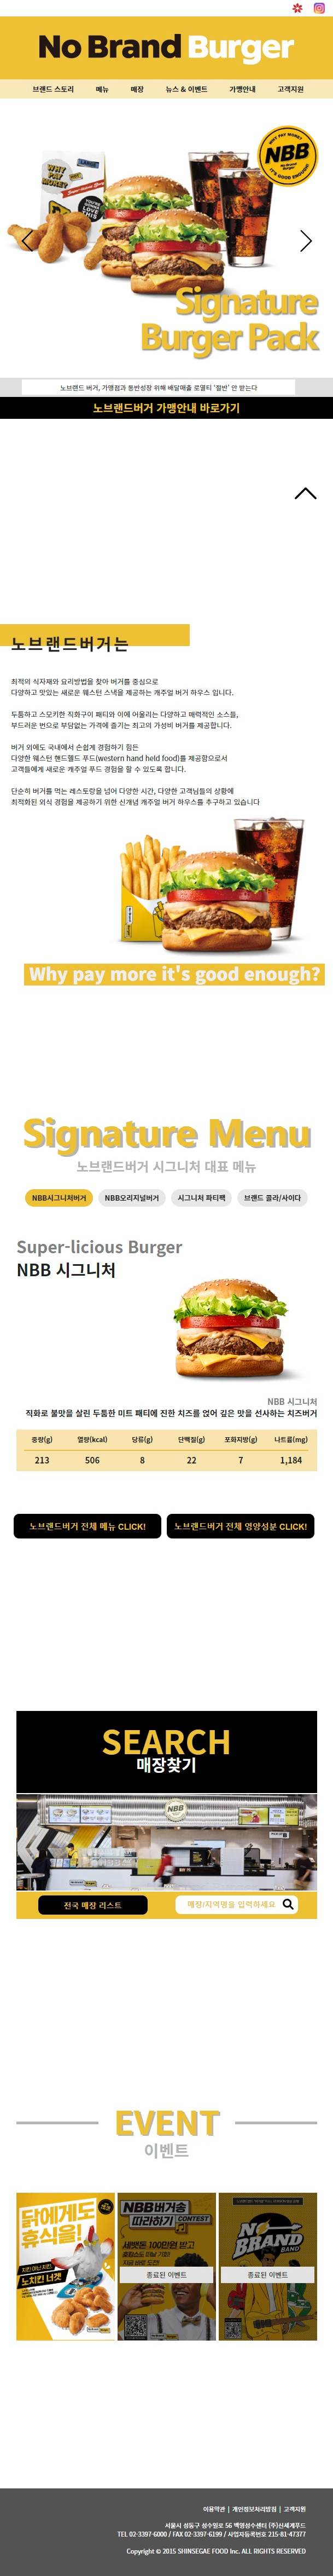 No Brand Burger
브랜드 스토리 메뉴 매장 뉴스 & 이벤트 가맹안내 고객지원
WHY PAY MORE?
NBB
No Brand Burger
IT'S GOOD ENOUGH
WHY PAY MORE?
Signature
Burger Pack
노브랜드 버거, 가맹점과 동반성장 위해 배달매출 로열티 '절반' 안 받는다
노브랜드버거 가맹안내 바로가기
노브랜드버거는
최적의 식자재와 요리방법을 찾아 버거를 중심으로
다양하고 맛있는 새로운 웨스턴 스낵을 제공하는 캐주얼 버거 하우스 입니다.
두툼하고 스모키한 직화구이 패티와 이에 어울리는 다양하고 매력적인 소스들,
부드러운 번으로 부담없는 가격에 즐기는 최고의 가성비 버거를 제공합니다.
버거 외에도 국내에서 손쉽게 경험하기 힘든
다양한 웨스턴 핸드헬드 푸드(western hand held food)를 제공함으로서
고객들에게 새로운 캐주얼 푸드 경험을 할 수 있도록 합니다.
단순히 버거를 먹는 레스토랑을 넘어 다양한 시간, 다양한 고객님들의 상황에
최적화된 외식 경험을 제공하기 위한 신개념 캐주얼 버거 하우스를 추구하고 있습니다
Why pay more it's good enough?
Signature Menu
노브랜드버거 시그니처 대표 메뉴
NBB시그니처버거 NBB오리지널버거 시그니처 파티팩 브랜드 콜라/사이다
Super-licious Burger
NBB 시그니처
NBB 시그니처
직화로 불맛을 살린 두툼한 미트 패티에 진한 치즈를 얹어 깊은 맛을 선사하는 치즈버거
중량(g) 열량(kcal) 당류(g) 단백질(g) 포화지방(g) 나트륨(mg)
213 506 8 22 7 1,184
노브랜드버거 전체 메뉴 CLICK! 노브랜드버거 전체 영양성분 CLICK!
SEARCH
매장찾기
NBB
전국 매장 리스트 매장/지역명을 입력하세요
EVENT
이벤트
닭에게도
휴식을!
노치킨 너겟
NBB버거송
따라하기 CONTEST
종료된 이벤트
NO
BRAND
BAND
종료된 이벤트
이용약관 | 개인정보처리방침 | 고객지원
서울시 성동구 성수일로 56 백영성수센터 (주)신세계푸드
TEL 02-3397-6000 / FAX 02-3397-6199 / 사업자등록번호 215-81-47377
Copyright © 2015 SHINSEGAE FOOD Inc. ALL RIGHTS RESERVED